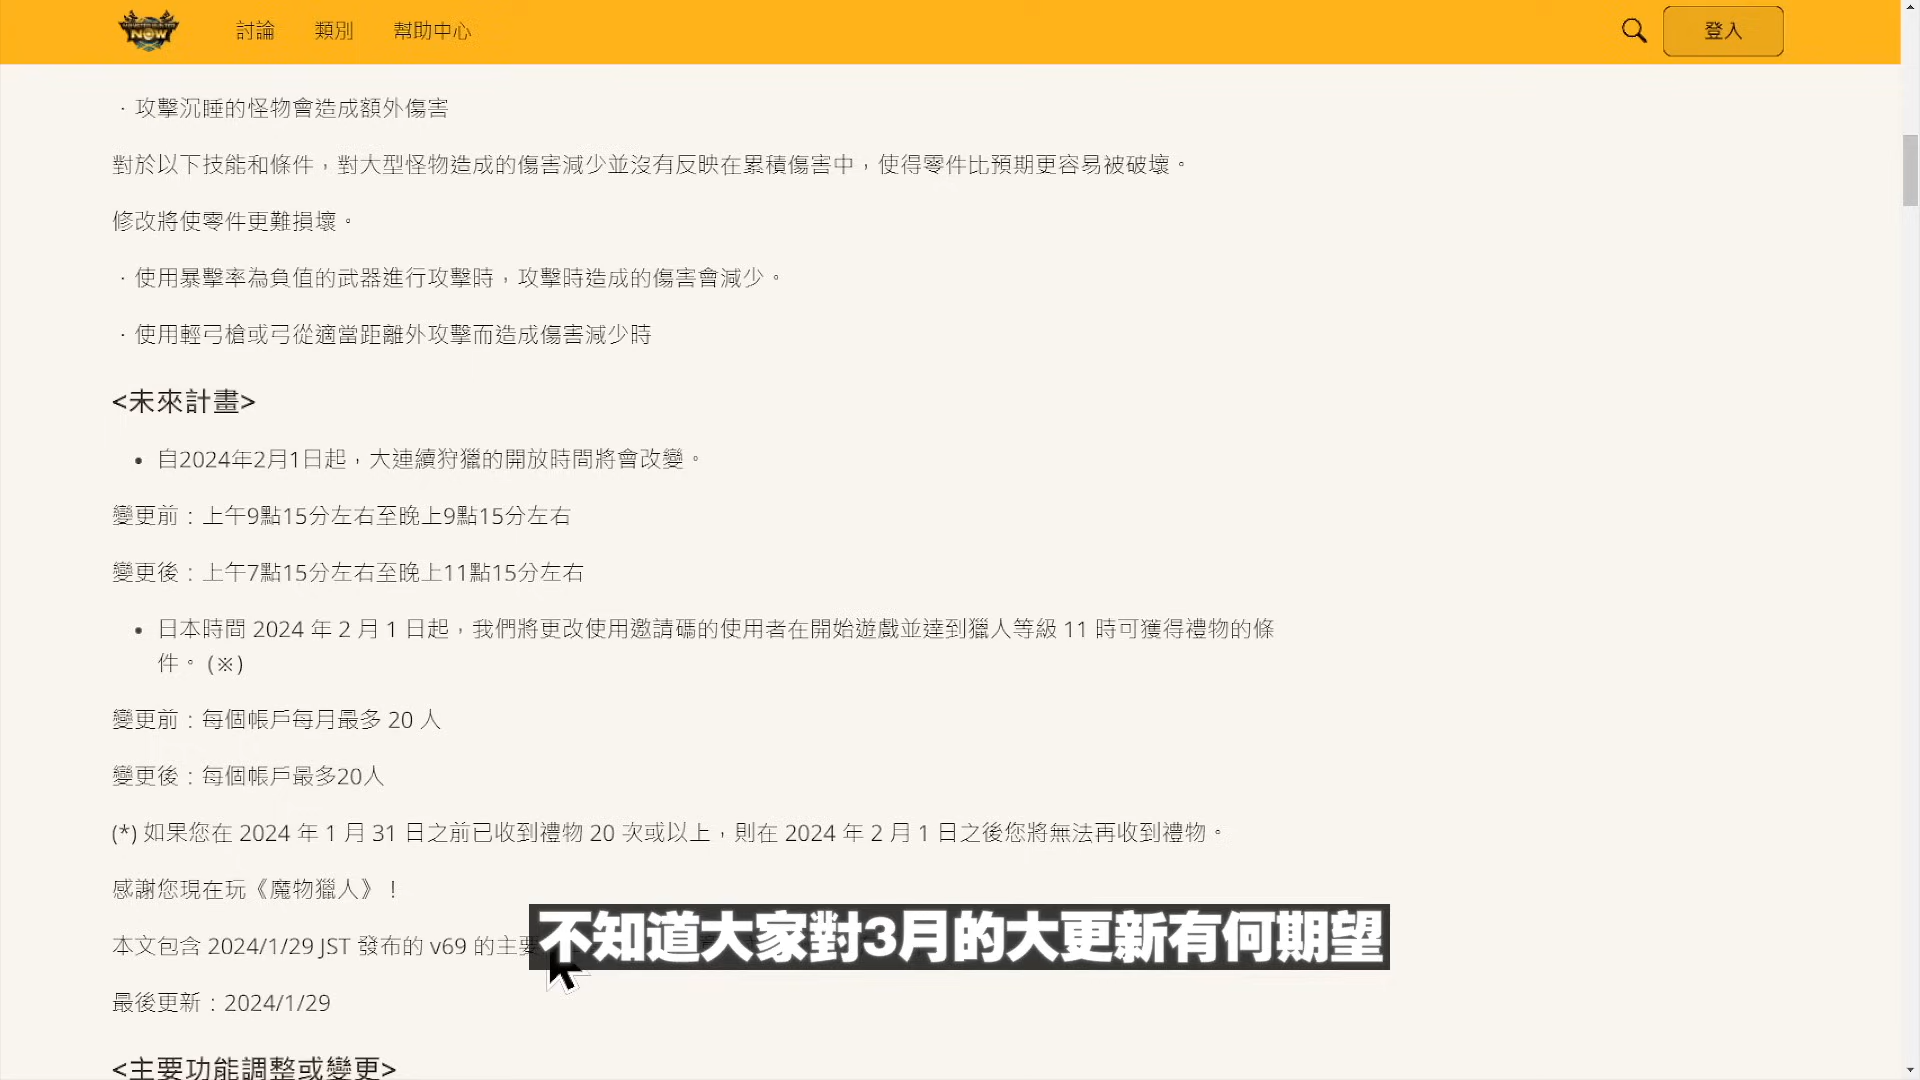 NOW
討論 類別 幫助中心
登入
· 攻擊沉睡的怪物會造成額外傷害
對於以下技能和條件，對大型怪物造成的傷害減少並沒有反映在累積傷害中，使得零件比預期更容易被破壞。
修改將使零件更難損壞。
· 使用暴擊率為負值的武器進行攻擊時，攻擊時造成的傷害會減少。
· 使用輕弓槍或弓從適當距離外攻擊而造成傷害減少時
<未來計畫>
• 自2024年2月1日起，大連續狩獵的開放時間將會改變。
變更前：上午9點15分左右至晚上9點15分左右
變更後：上午7點15分左右至晚上11點15分左右
• 日本時間 2024 年 2 月 1 日起，我們將更改使用邀請碼的使用者在開始遊戲並達到獵人等級 11 時可獲得禮物的條
件。 (※)
變更前：每個帳戶每月最多 20 人
變更後：每個帳戶最多20人
(*) 如果您在 2024 年 1 月 31 日之前已收到禮物 20 次或以上，則在 2024 年 2 月 1 日之後您將無法再收到禮物。
感謝您現在玩《魔物獵人》！
本文包含 2024/1/29 JST 發布的 v69 的主要
不知道大家對3月的大更新有何期望
最後更新：2024/1/29
<主要功能調整或變更>